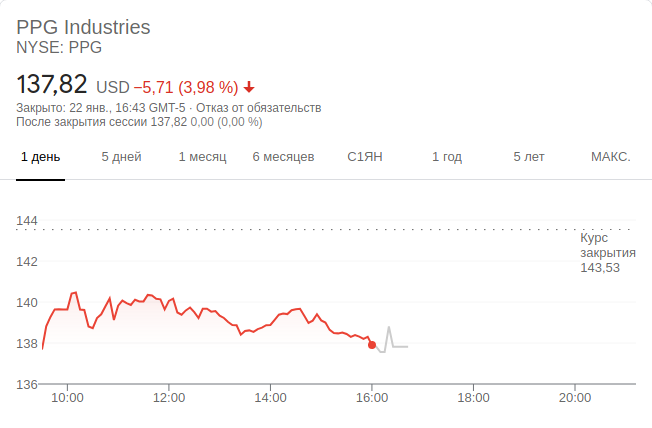 PPG Industries
NYSE: PPG
137,82 USD −5,71 (3,98 %)
Закрыто: 22 янв., 16:43 GMT-5 · Отказ от обязательств
После закрытия сессии 137,82 0,00 (0,00 %)
1 день 5 дней 1 месяц 6 месяцев С1ЯН 1 год 5 лет МАКС.
144
Курс
закрытия
143,53
142
140
138
136
10:00 12:00 14:00 16:00 18:00 20:00